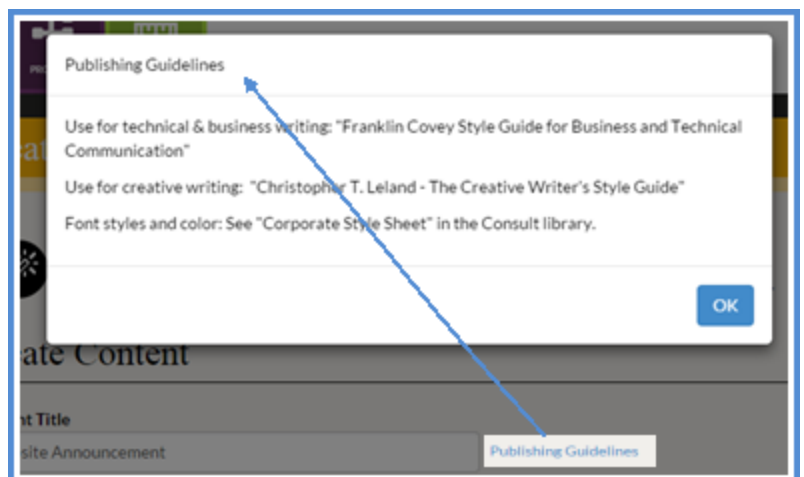 Publishing Guidelines
Use for technical & business writing: "Franklin Covey Style Guide for Business and Technical
Communication"
Use for creative writing:  "Christopher T. Leland - The Creative Writer's Style Guide"
Font styles and color: See "Corporate Style Sheet" in the Consult library.
OK
ate Content
nt Title
site Announcement
Publishing Guidelines